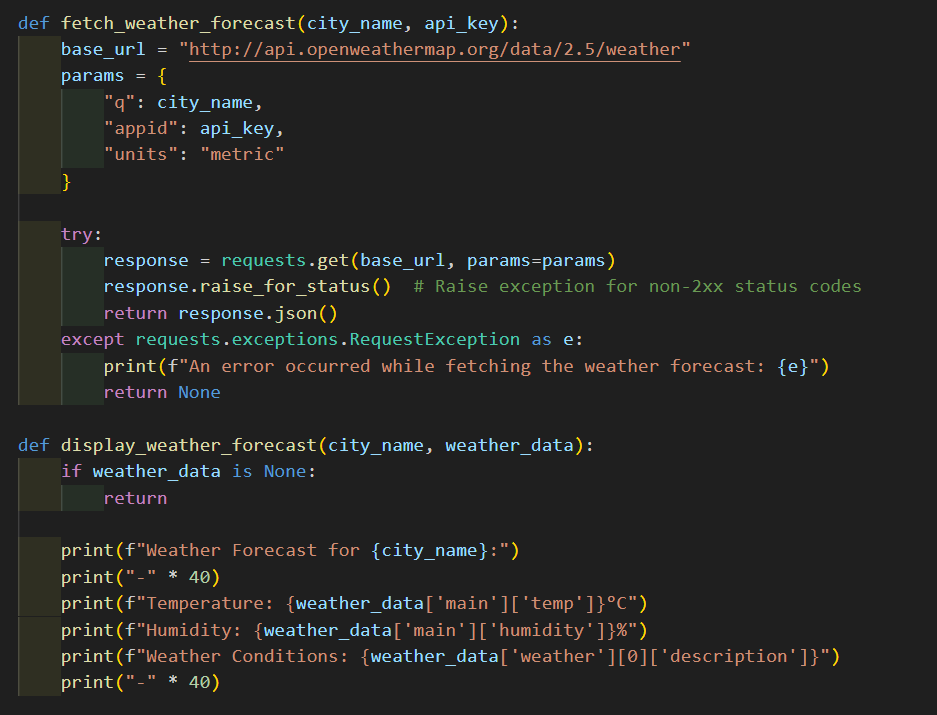 def fetch_weather_forecast(city_name, api_key):
    base_url = "http://api.openweathermap.org/data/2.5/weather"
    params = {
        "q": city_name,
        "appid": api_key,
        "units": "metric"
    }

    try:
        response = requests.get(base_url, params=params)
        response.raise_for_status()  # Raise exception for non-2xx status codes
        return response.json()
    except requests.exceptions.RequestException as e:
        print(f"An error occurred while fetching the weather forecast: {e}")
        return None

def display_weather_forecast(city_name, weather_data):
    if weather_data is None:
        return

    print(f"Weather Forecast for {city_name}:")
    print("-" * 40)
    print(f"Temperature: {weather_data['main']['temp']}°C")
    print(f"Humidity: {weather_data['main']['humidity']}%")
    print(f"Weather Conditions: {weather_data['weather'][0]['description']}")
    print("-" * 40)